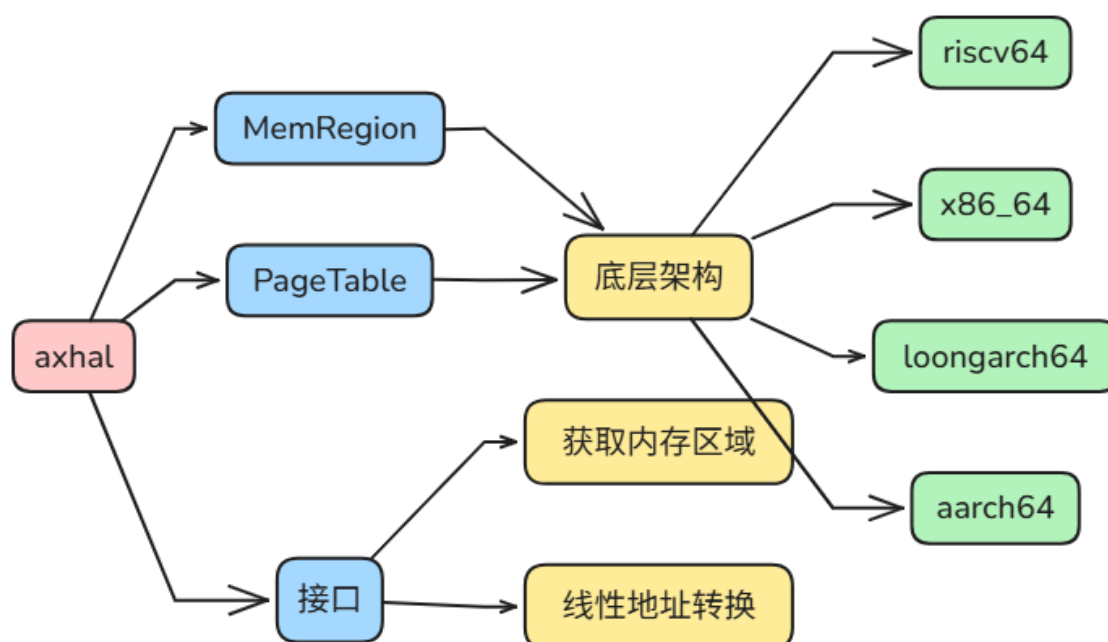 riscv64
MemRegion
x86_64
PageTable
底层架构
axhal
loongarch64
获取内存区域
aarch64
接口
线性地址转换